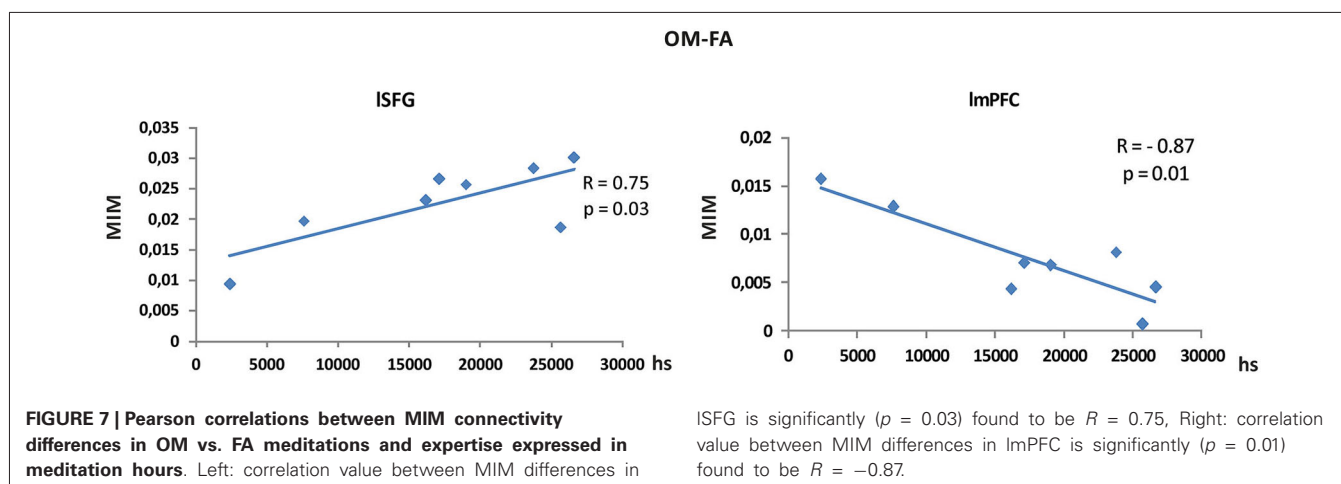 OM-FA
lSFG
MIM
0,035
0,03
0,025
0,02
0,015
0,01
0,005
0
R = 0.75
p = 0.03
0 5000 10000 15000 20000 25000 30000 hs
lmPFC
MIM
0,02
0,015
0,01
0,005
0
R = - 0.87
p = 0.01
0 5000 10000 15000 20000 25000 30000 hs
FIGURE 7 | Pearson correlations between MIM connectivity
differences in OM vs. FA meditations and expertise expressed in
meditation hours. Left: correlation value between MIM differences in
lSFG is significantly (p = 0.03) found to be R = 0.75, Right: correlation
value between MIM differences in lmPFC is significantly (p = 0.01)
found to be R = −0.87.